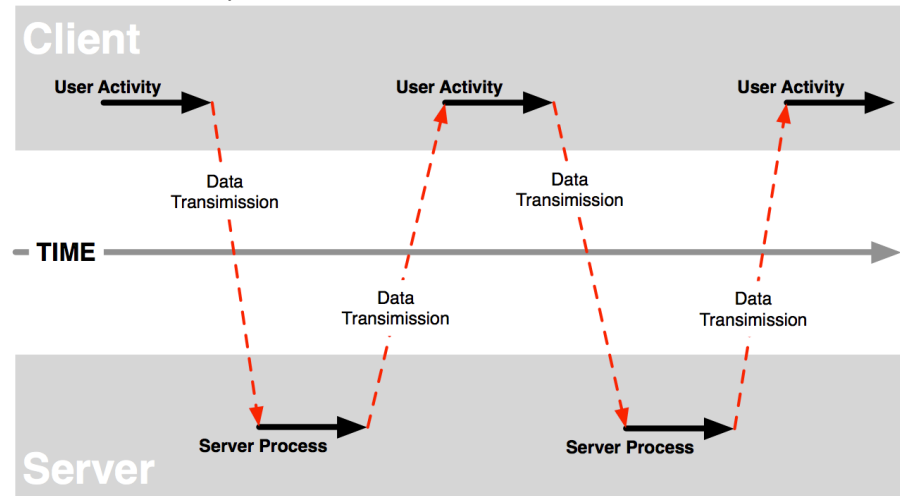 Client
User Activity
User Activity
User Activity
Data
Transimission
Data
Transimission
TIME
Data
Transimission
Data
Transimission
Server Process
Server Process
Server